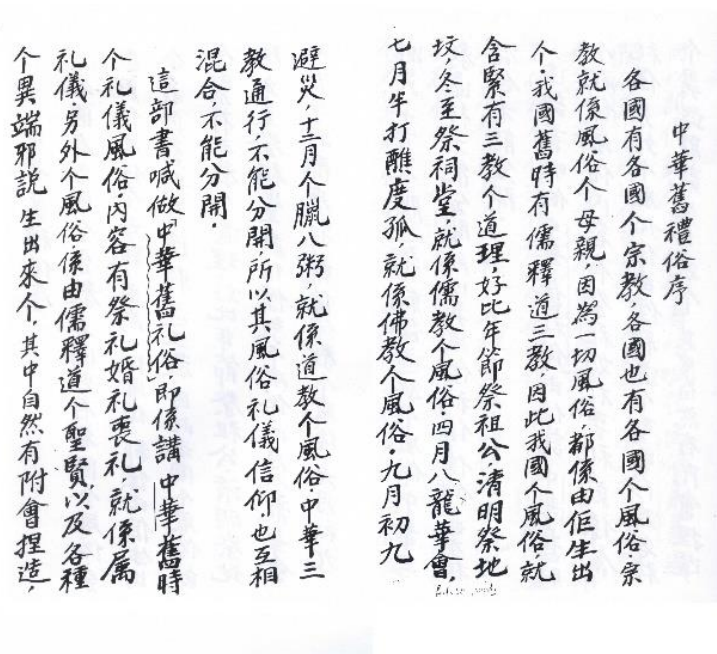 中華舊禮俗序
各國有各國个宗教，各國也有各國个風俗宗
教就係風俗个母親，因為一切風俗，都係由佢生出
个，我國舊時有儒釋道三教因此我國个風俗就
含緊有三教个道理，好比年節祭祖公，清明祭地
坟，冬至祭祠堂，就係儒教个風俗，四月八龍華會，
七月半打醮度孤，就係佛教个風俗，九月初九
避災，十二月个臘八粥，就係道教个風俗，中華三
教通行，不能分開，所以其風俗礼儀信仰，也互相
混合，不能分開．
這部書喊做「中華舊礼俗」即係講中華舊時
个礼儀風俗，內容有祭礼婚礼喪礼，就係属
礼儀，另外个風俗係由儒釋道个聖賢以及各種
个異端邪說生出來个，其中自然有附會捏造，